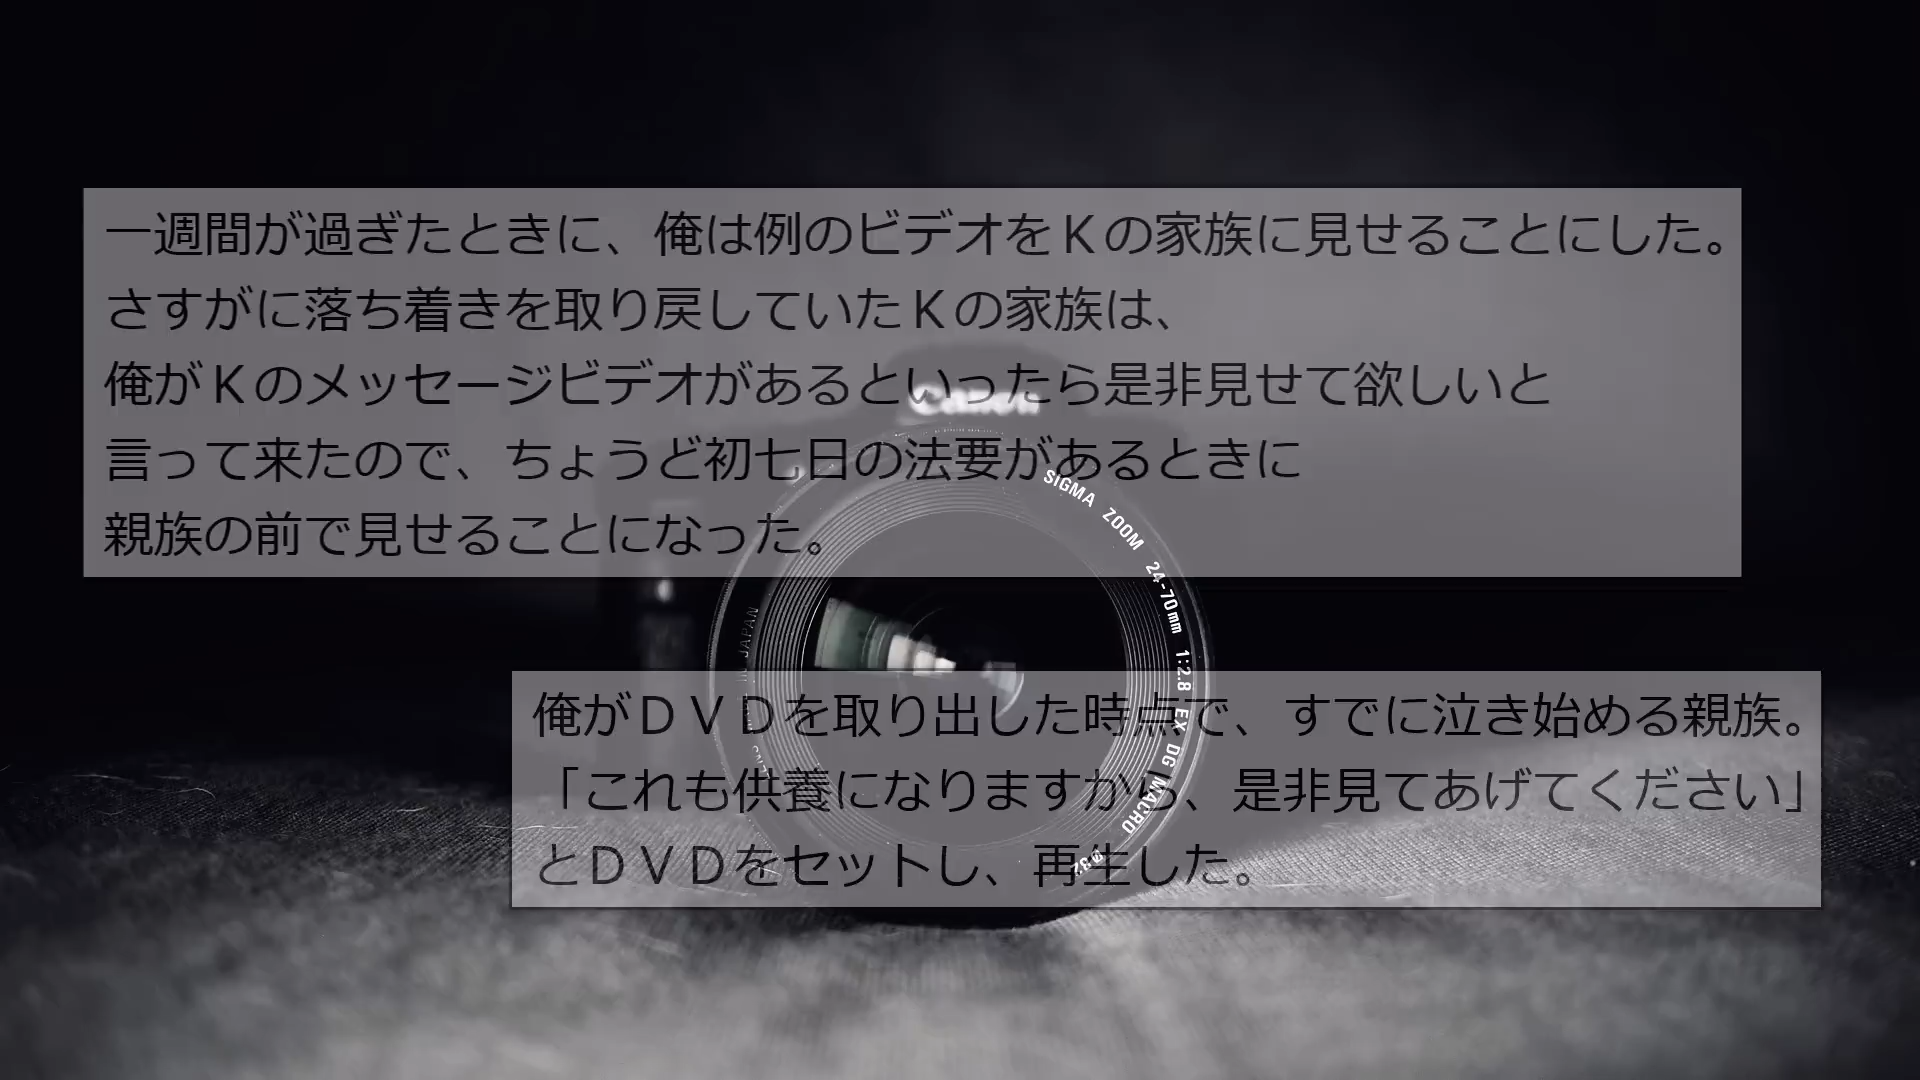 一週間が過ぎたときに、俺は例のビデオをＫの家族に見せることにした。
さすがに落ち着きを取り戻していたＫの家族は、
俺がＫのメッセージビデオがあるといったら是非見せて欲しいと
言って来たので、ちょうど初七日の法要があるときに
親族の前で見せることになった。
Canon
SIGMA ZOOM 24-70mm 1:2.8 EX DG MACRO Ø82
IN JAPAN
俺がＤＶＤを取り出した時点で、すでに泣き始める親族。
「これも供養になりますから、是非見てあげてください」
とＤＶＤをセットし、再生した。